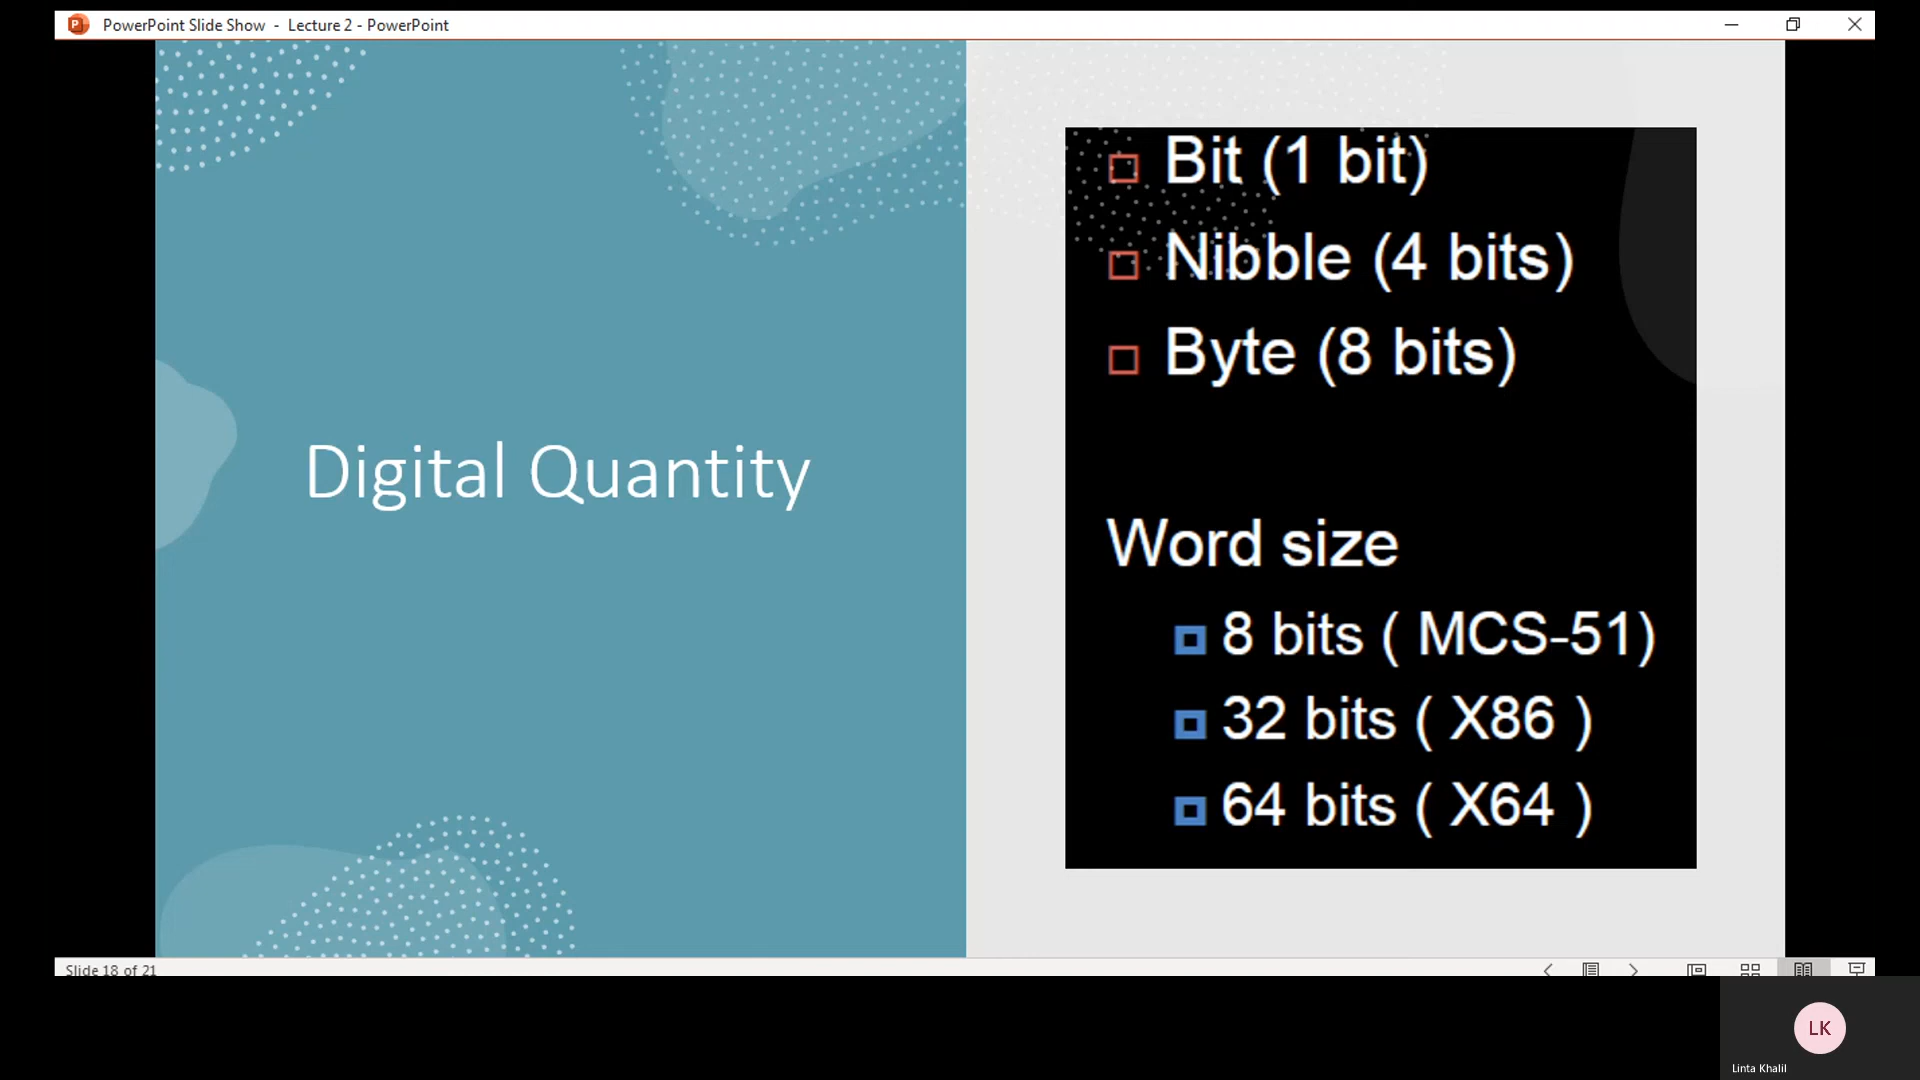 PowerPoint Slide Show - Lecture 2 - PowerPoint
Digital Quantity
Bit (1 bit)
Nibble (4 bits)
Byte (8 bits)
Word size
8 bits ( MCS-51)
32 bits ( X86 )
64 bits ( X64 )
Slide 18 of 21
LK
Linta Khalil